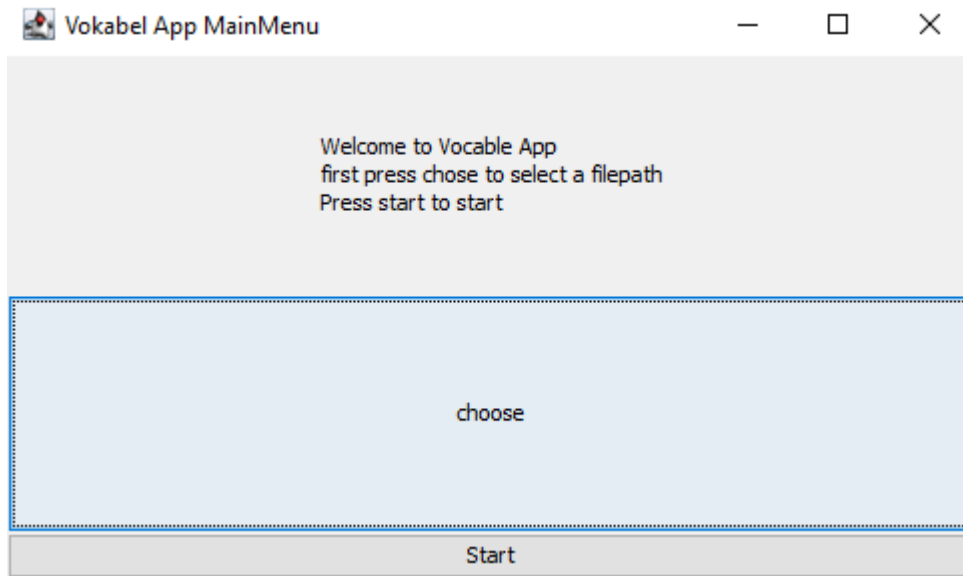 Vokabel App MainMenu
Welcome to Vocable App
first press chose to select a filepath
Press start to start
choose
Start